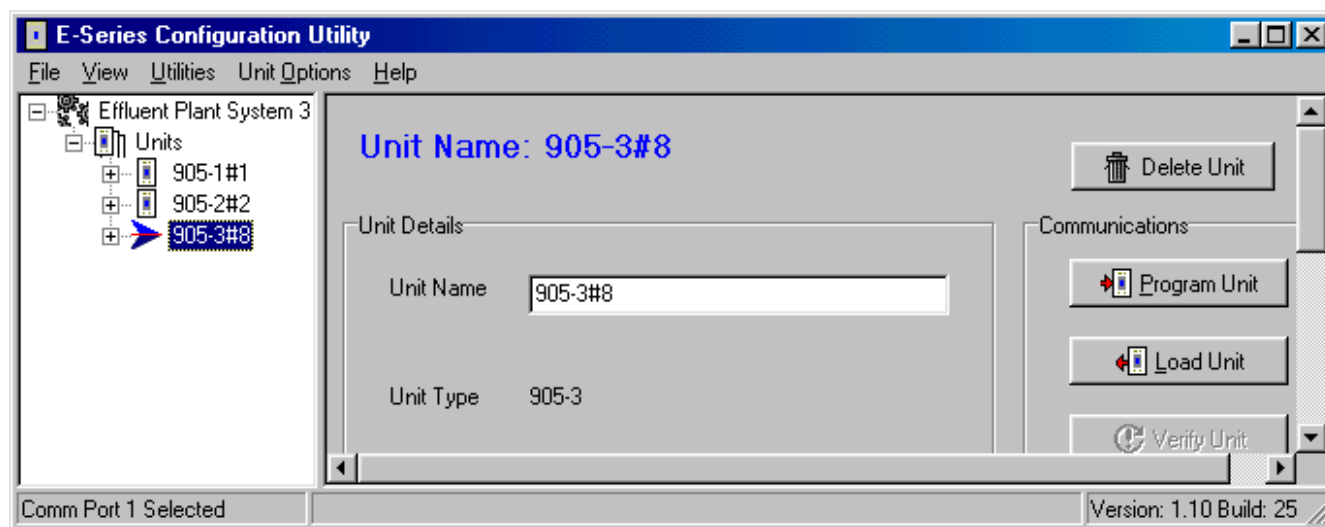 E-Series Configuration Utility
File View Utilities Unit Options Help
Effluent Plant System 3
Units
905-1#1
905-2#2
905-3#8
Unit Name: 905-3#8
Delete Unit
Unit Details
Communications
Unit Name 905-3#8
Program Unit
Load Unit
Unit Type 905-3
Verify Unit
Comm Port 1 Selected
Version: 1.10 Build: 25